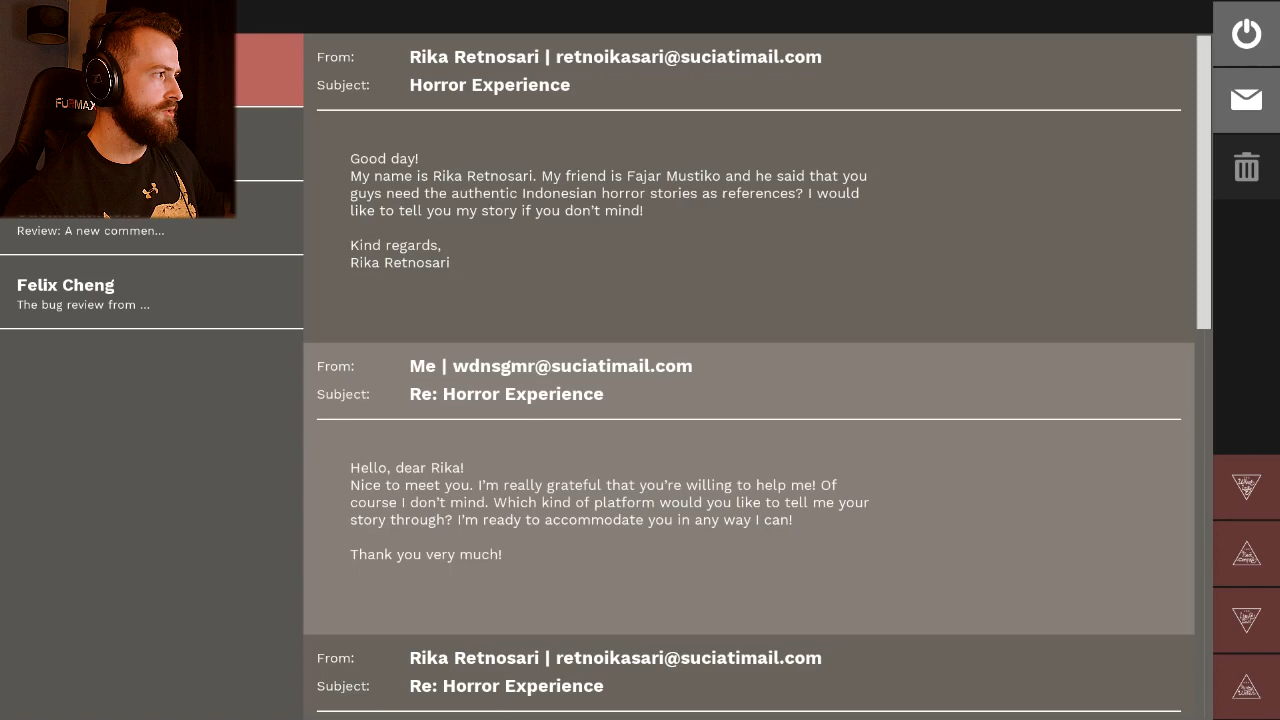 FURMAX
Review: A new commen...
Felix Cheng
The bug review from ...
From: Rika Retnosari | retnoikasari@suciatimail.com
Subject: Horror Experience
Good day!
My name is Rika Retnosari. My friend is Fajar Mustiko and he said that you
guys need the authentic Indonesian horror stories as references? I would
like to tell you my story if you don't mind!
Kind regards,
Rika Retnosari
From: Me | wdnsgmr@suciatimail.com
Subject: Re: Horror Experience
Hello, dear Rika!
Nice to meet you. I'm really grateful that you're willing to help me! Of
course I don't mind. Which kind of platform would you like to tell me your
story through? I'm ready to accommodate you in any way I can!
Thank you very much!
From: Rika Retnosari | retnoikasari@suciatimail.com
Subject: Re: Horror Experience